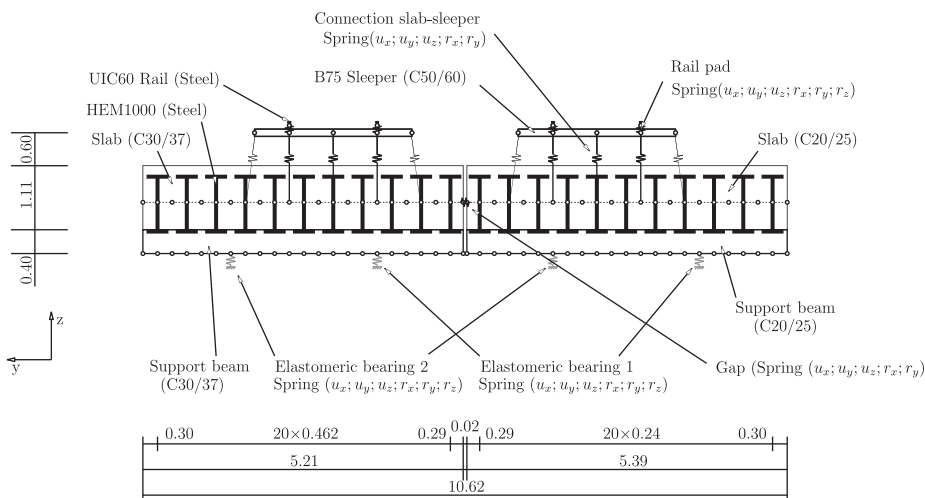 Connection slab-sleeper
Spring(u_x; u_y; u_z; r_x; r_y)
UIC60 Rail (Steel)
B75 Sleeper (C50/60)
Rail pad
Spring(u_x; u_y; u_z; r_x; r_y; r_z)
HEM1000 (Steel)
Slab (C30/37)
Slab (C20/25)
0.60
1.11
0.40
z
y
Support beam
(C30/37)
Elastomeric bearing 2
Spring (u_x; u_y; u_z; r_x; r_y; r_z)
Elastomeric bearing 1
Spring (u_x; u_y; u_z; r_x; r_y; r_z)
Support beam
(C20/25)
Gap (Spring (u_x; u_y; u_z; r_x; r_y)
0.30
20×0.462
0.29
0.02
0.29
20×0.24
0.30
5.21
5.39
10.62